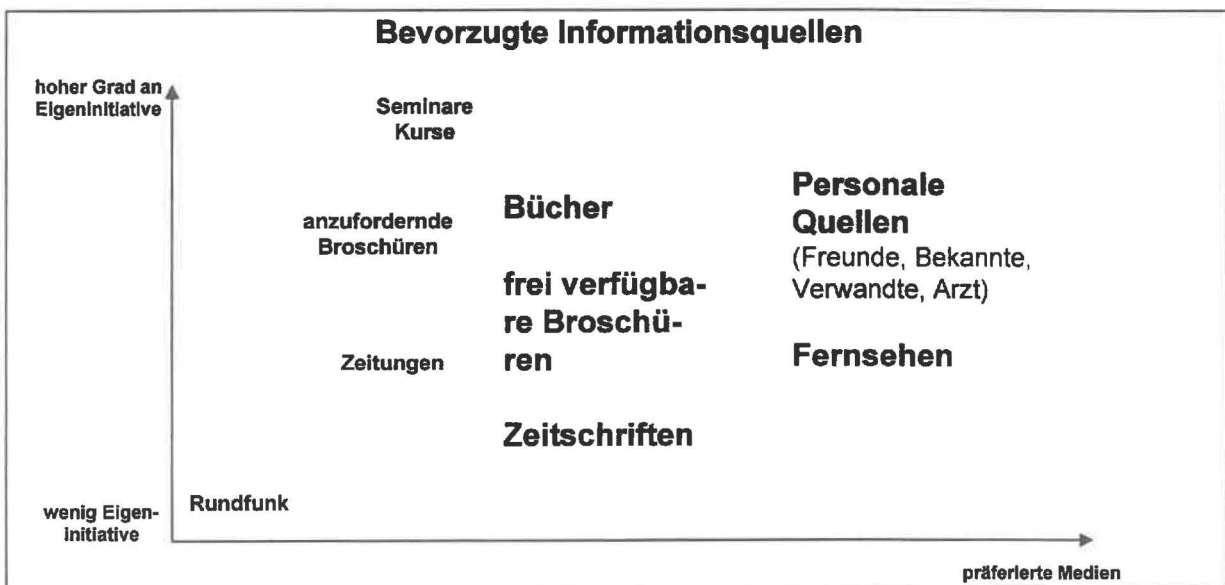 Bevorzugte Informationsquellen
hoher Grad an
Eigeninitiative
Seminare
Kurse
Personale
Quellen
(Freunde, Bekannte,
Verwandte, Arzt)
Bücher
anzufordernde
Broschüren
frei verfügba-
re Broschü-
ren
Zeitungen
Fernsehen
Zeitschriften
Rundfunk
wenig Eigen-
initiative
präferierte Medien